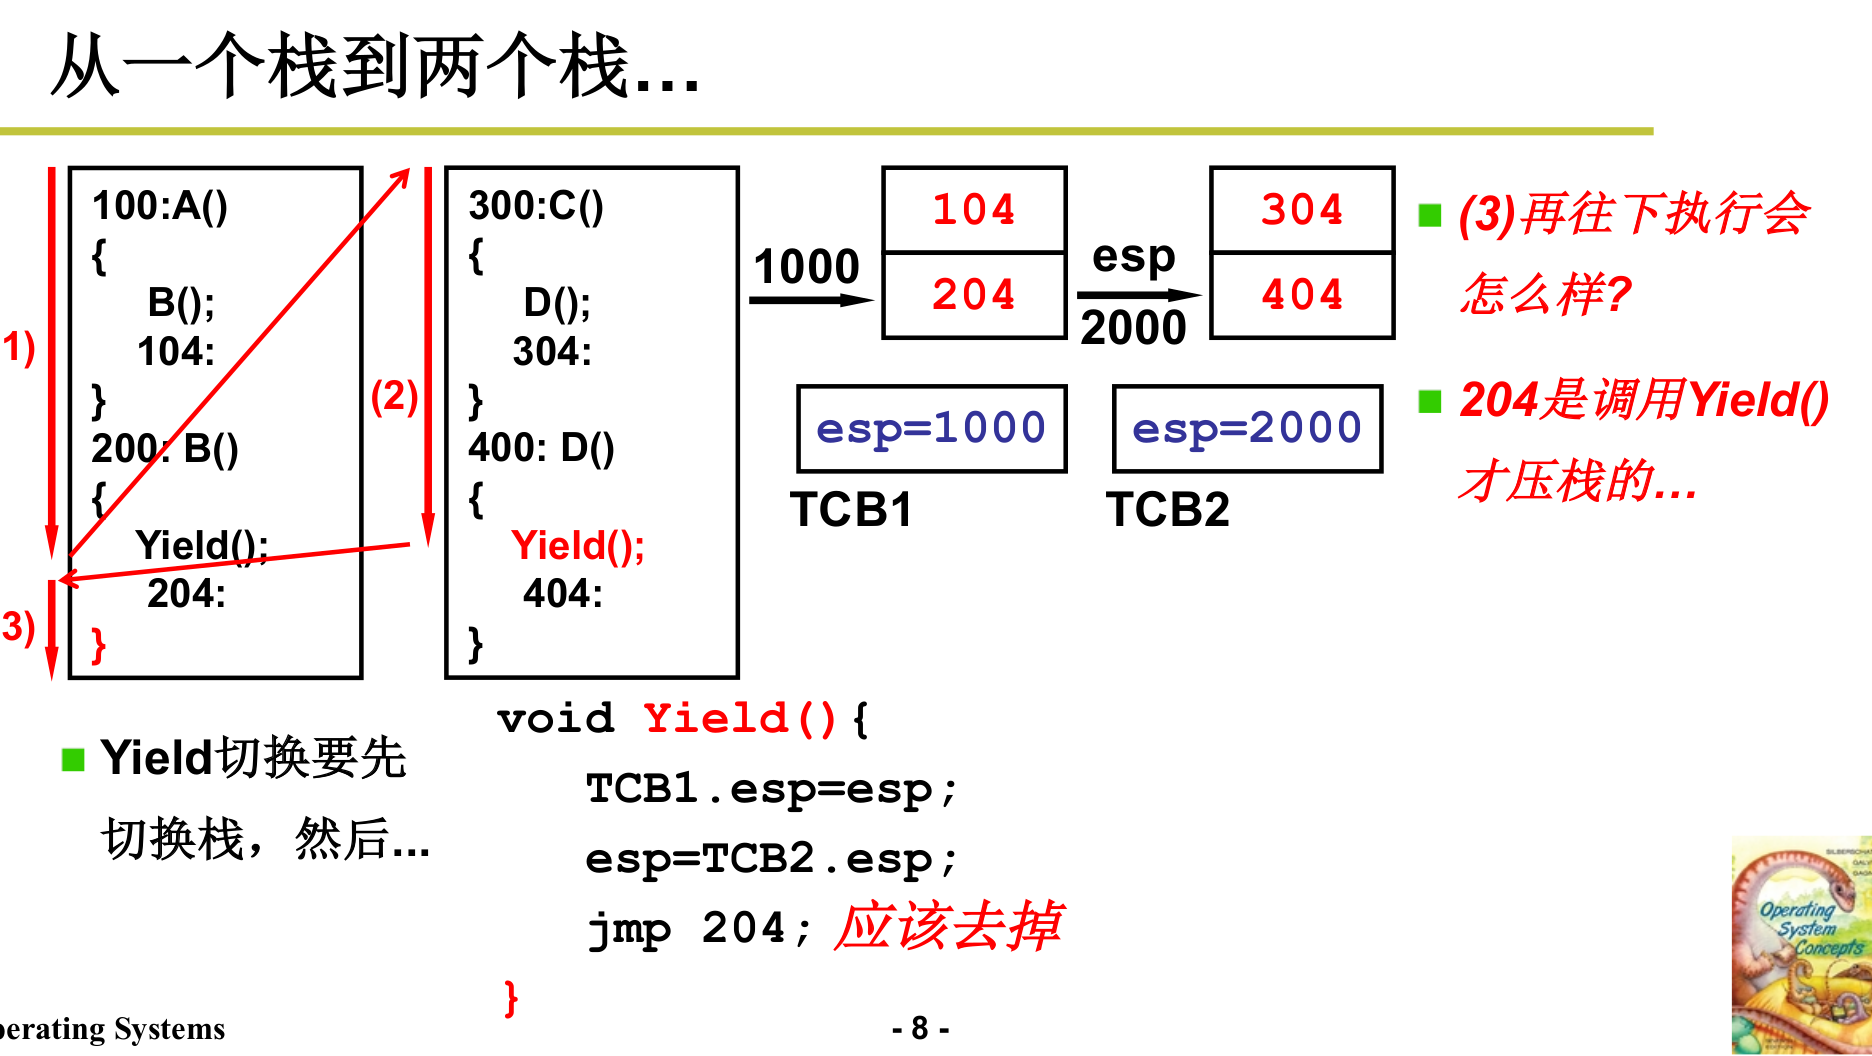 从一个栈到两个栈...
1)
100:A()
{
B();
104:
}
200: B()
{
Yield();
204:
}
3)
(2)
300:C()
{
D();
304:
}
400: D()
{
Yield();
404:
}
1000
104
204
esp
2000
304
404
esp=1000
TCB1
esp=2000
TCB2
(3)再往下执行会
怎么样?
204是调用Yield()
才压栈的...
Yield切换要先
切换栈，然后...
void Yield(){
TCB1.esp=esp;
esp=TCB2.esp;
jmp 204; 应该去掉
}
Operating
System
Concepts
perating Systems
- 8 -